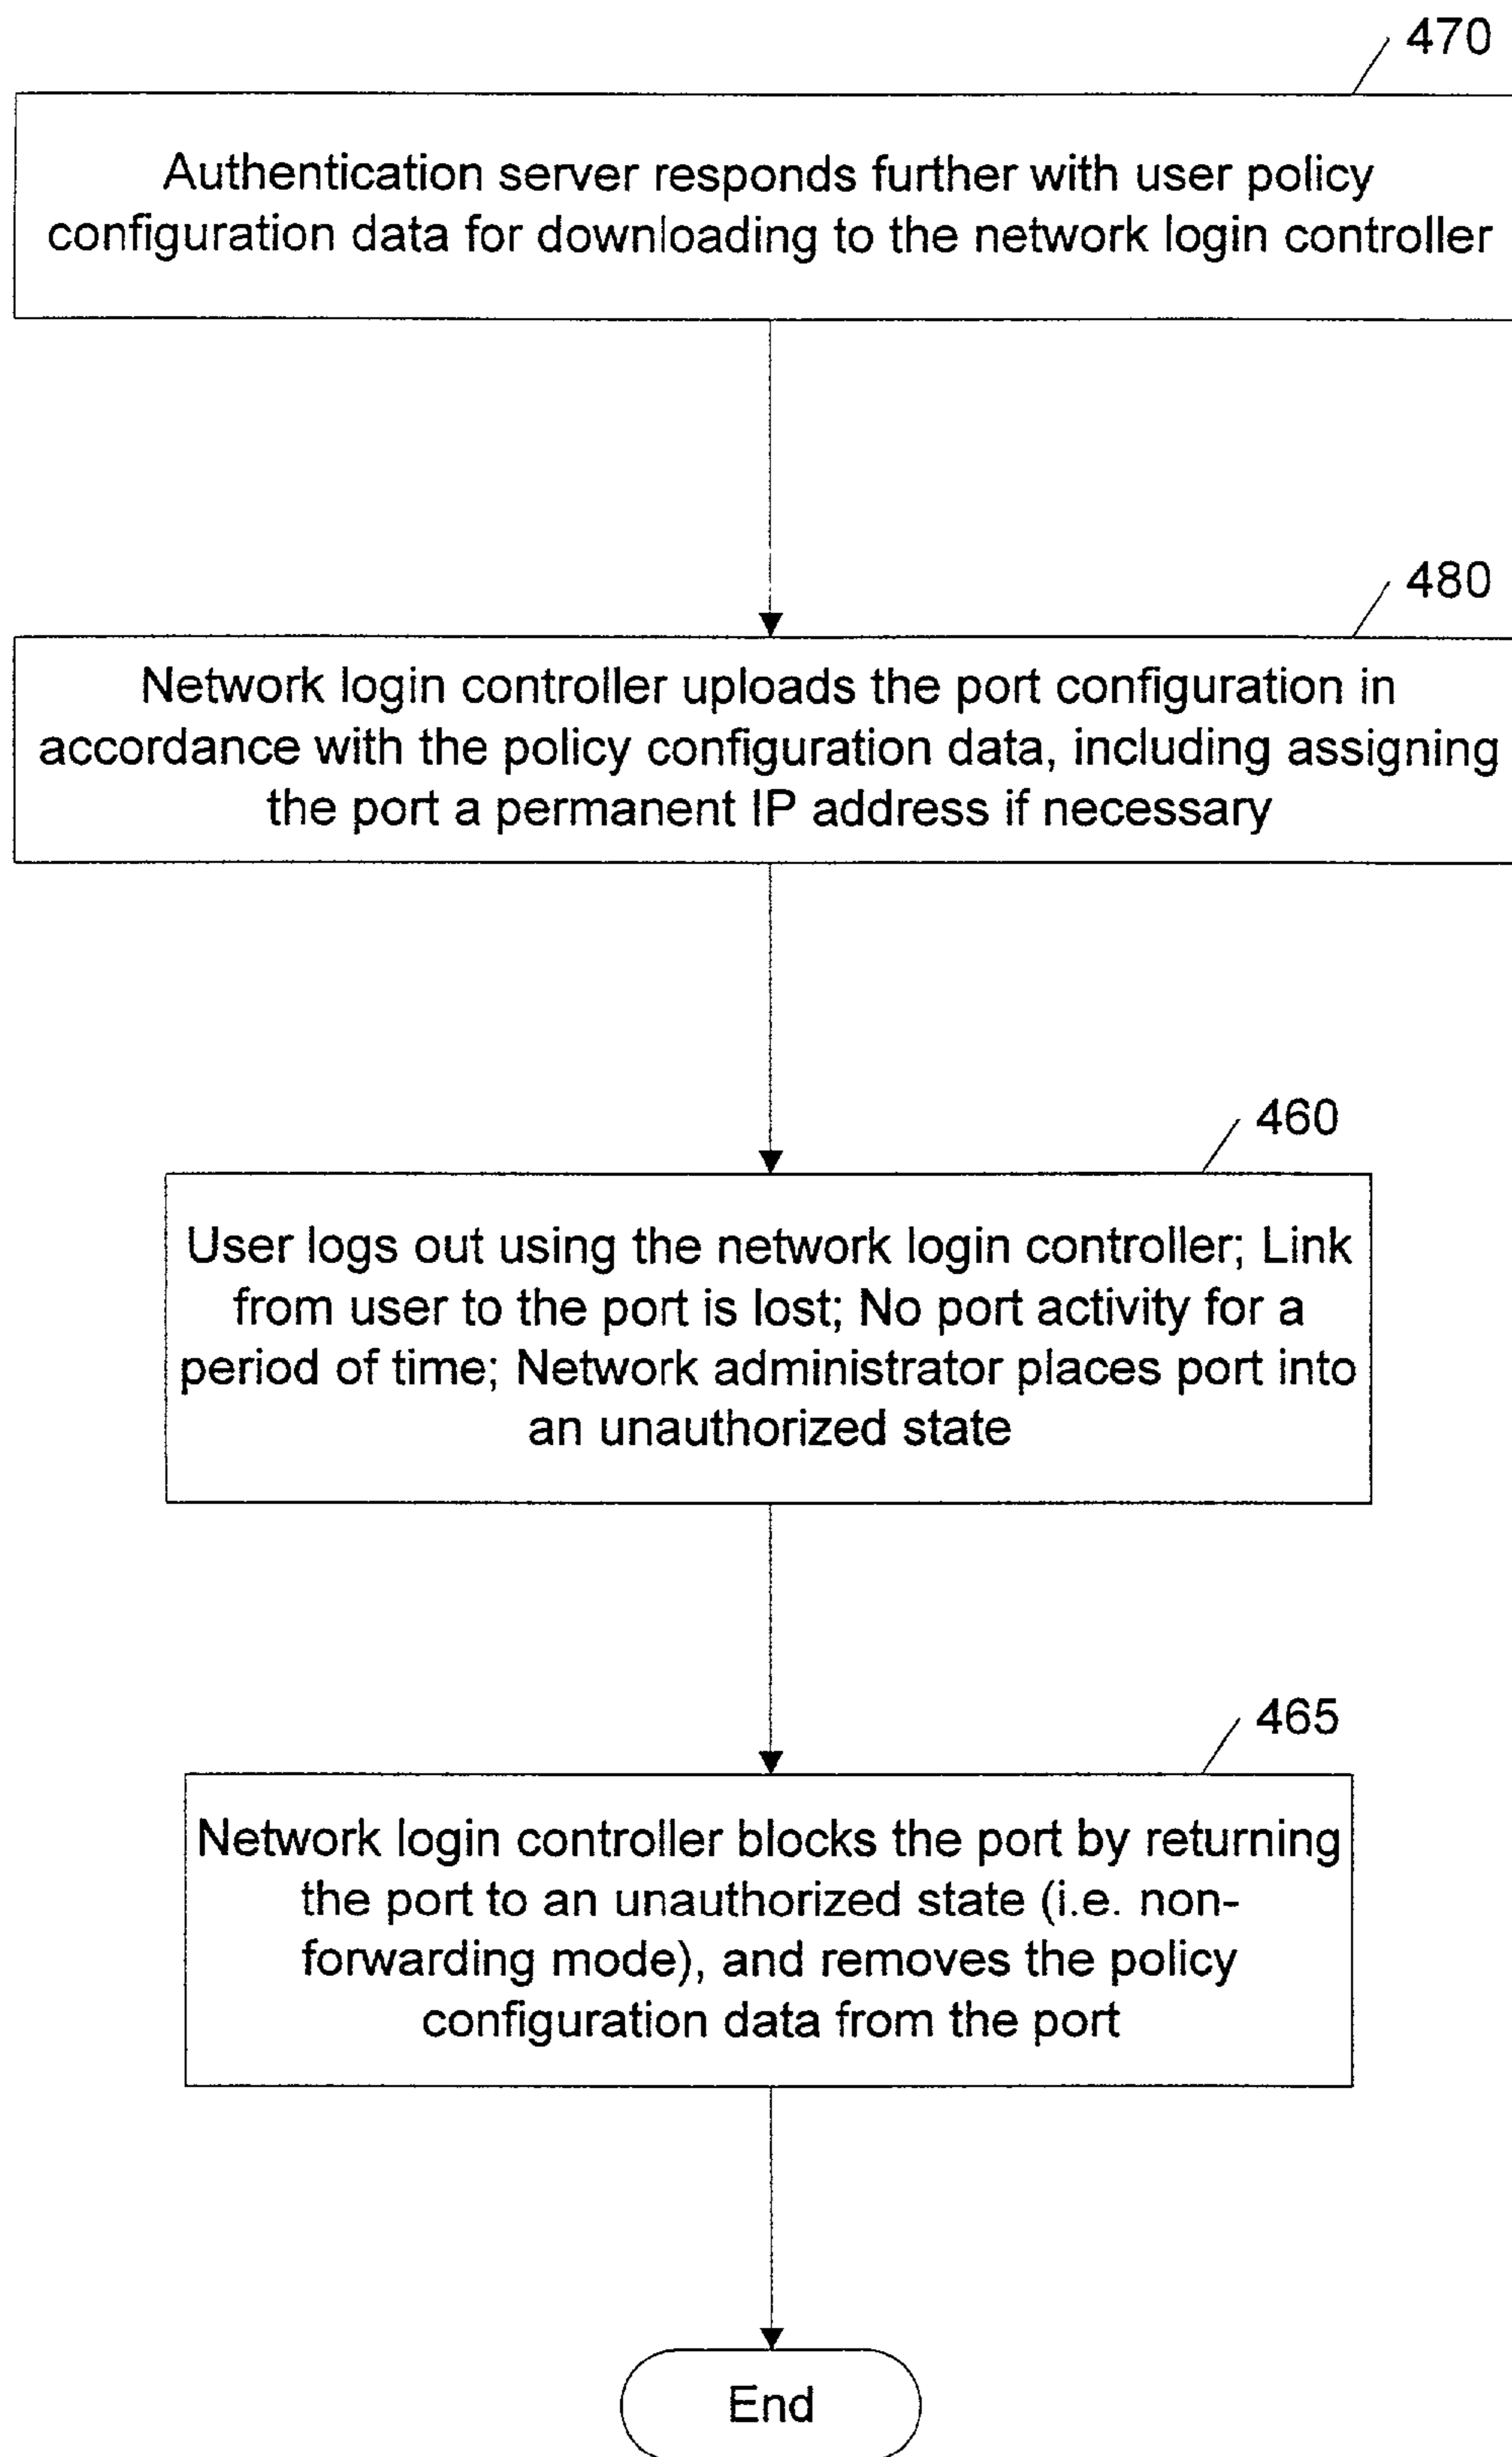 470
Authentication server responds further with user policy
configuration data for downloading to the network login controller
480
Network login controller uploads the port configuration in
accordance with the policy configuration data, including assigning
the port a permanent IP address if necessary
460
User logs out using the network login controller; Link
from user to the port is lost; No port activity for a
period of time; Network administrator places port into
an unauthorized state
465
Network login controller blocks the port by returning
the port to an unauthorized state (i.e. non-
forwarding mode), and removes the policy
configuration data from the port
End